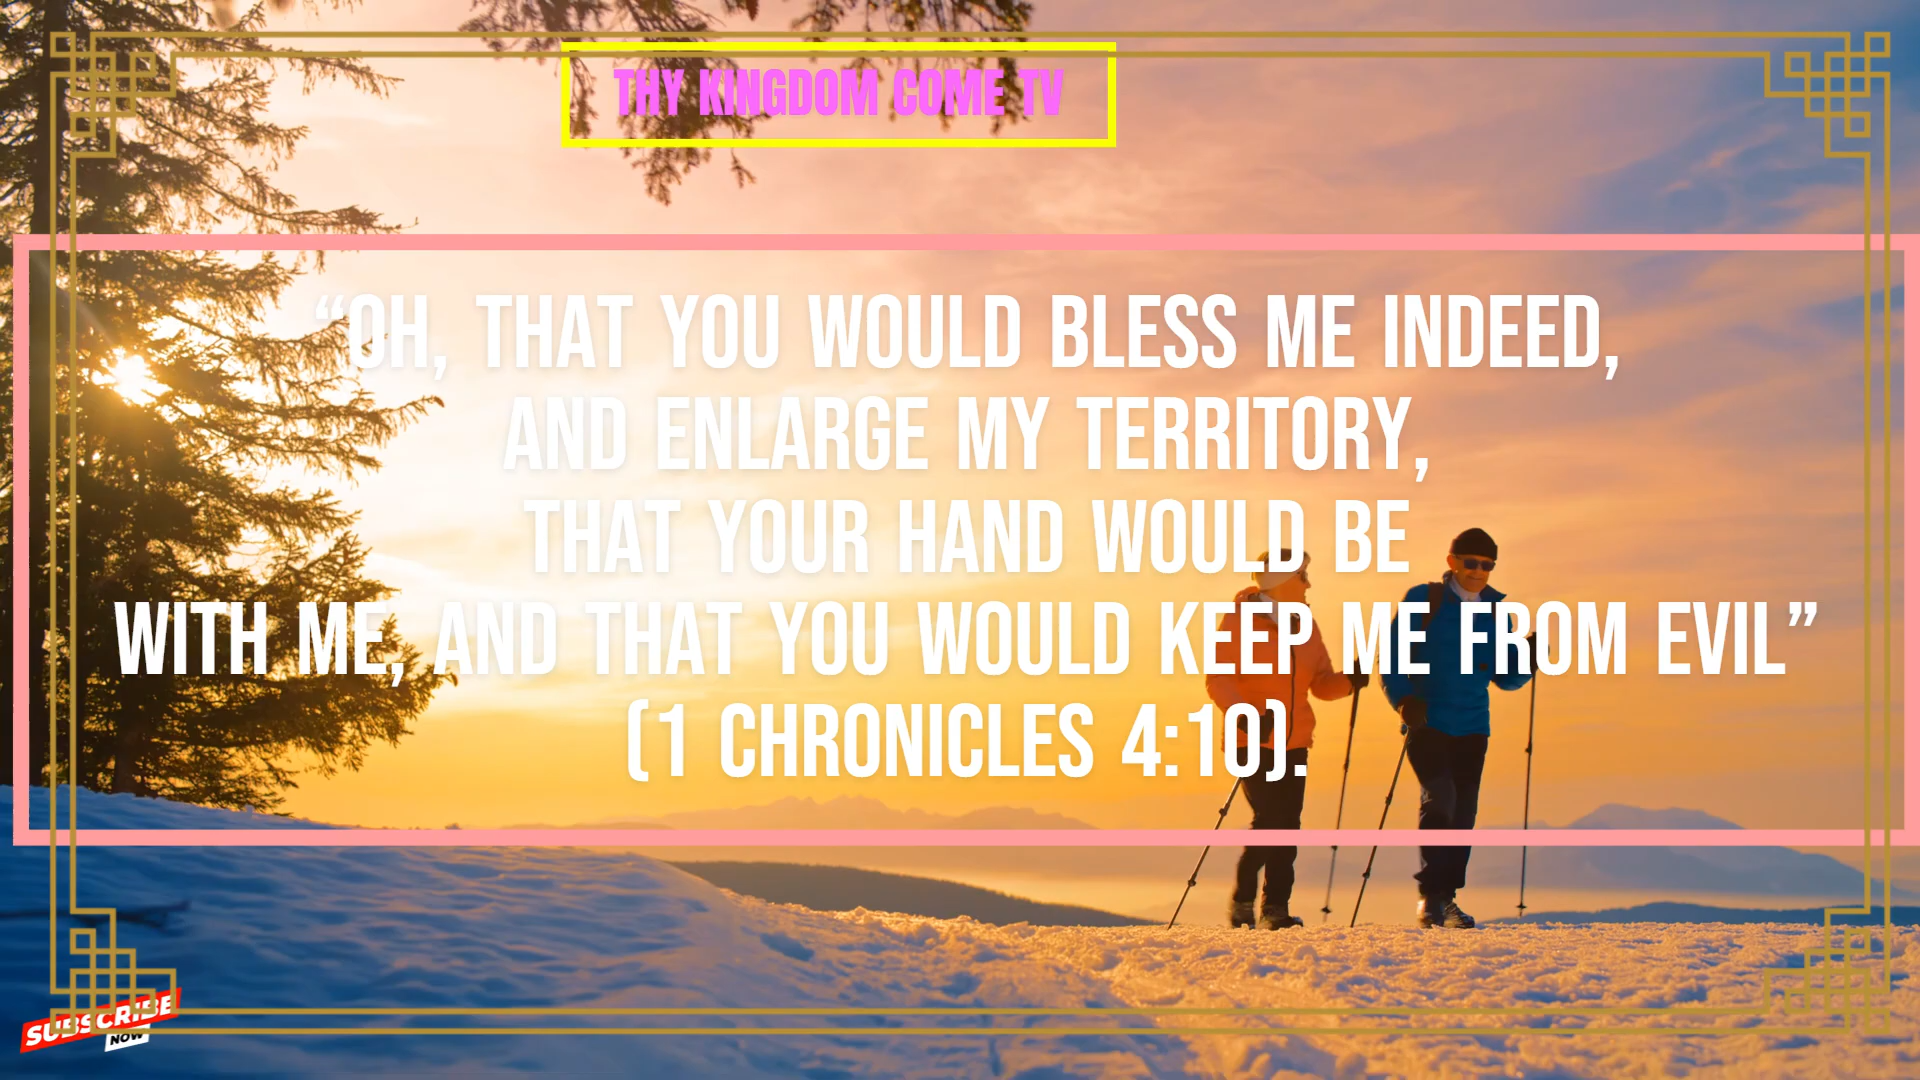 THY KINGDOM COME TV
“OH, THAT YOU WOULD BLESS ME INDEED,
AND ENLARGE MY TERRITORY,
THAT YOUR HAND WOULD BE
WITH ME, AND THAT YOU WOULD KEEP ME FROM EVIL”
(1 CHRONICLES 4:10).
SUBSCRIBE
NOW